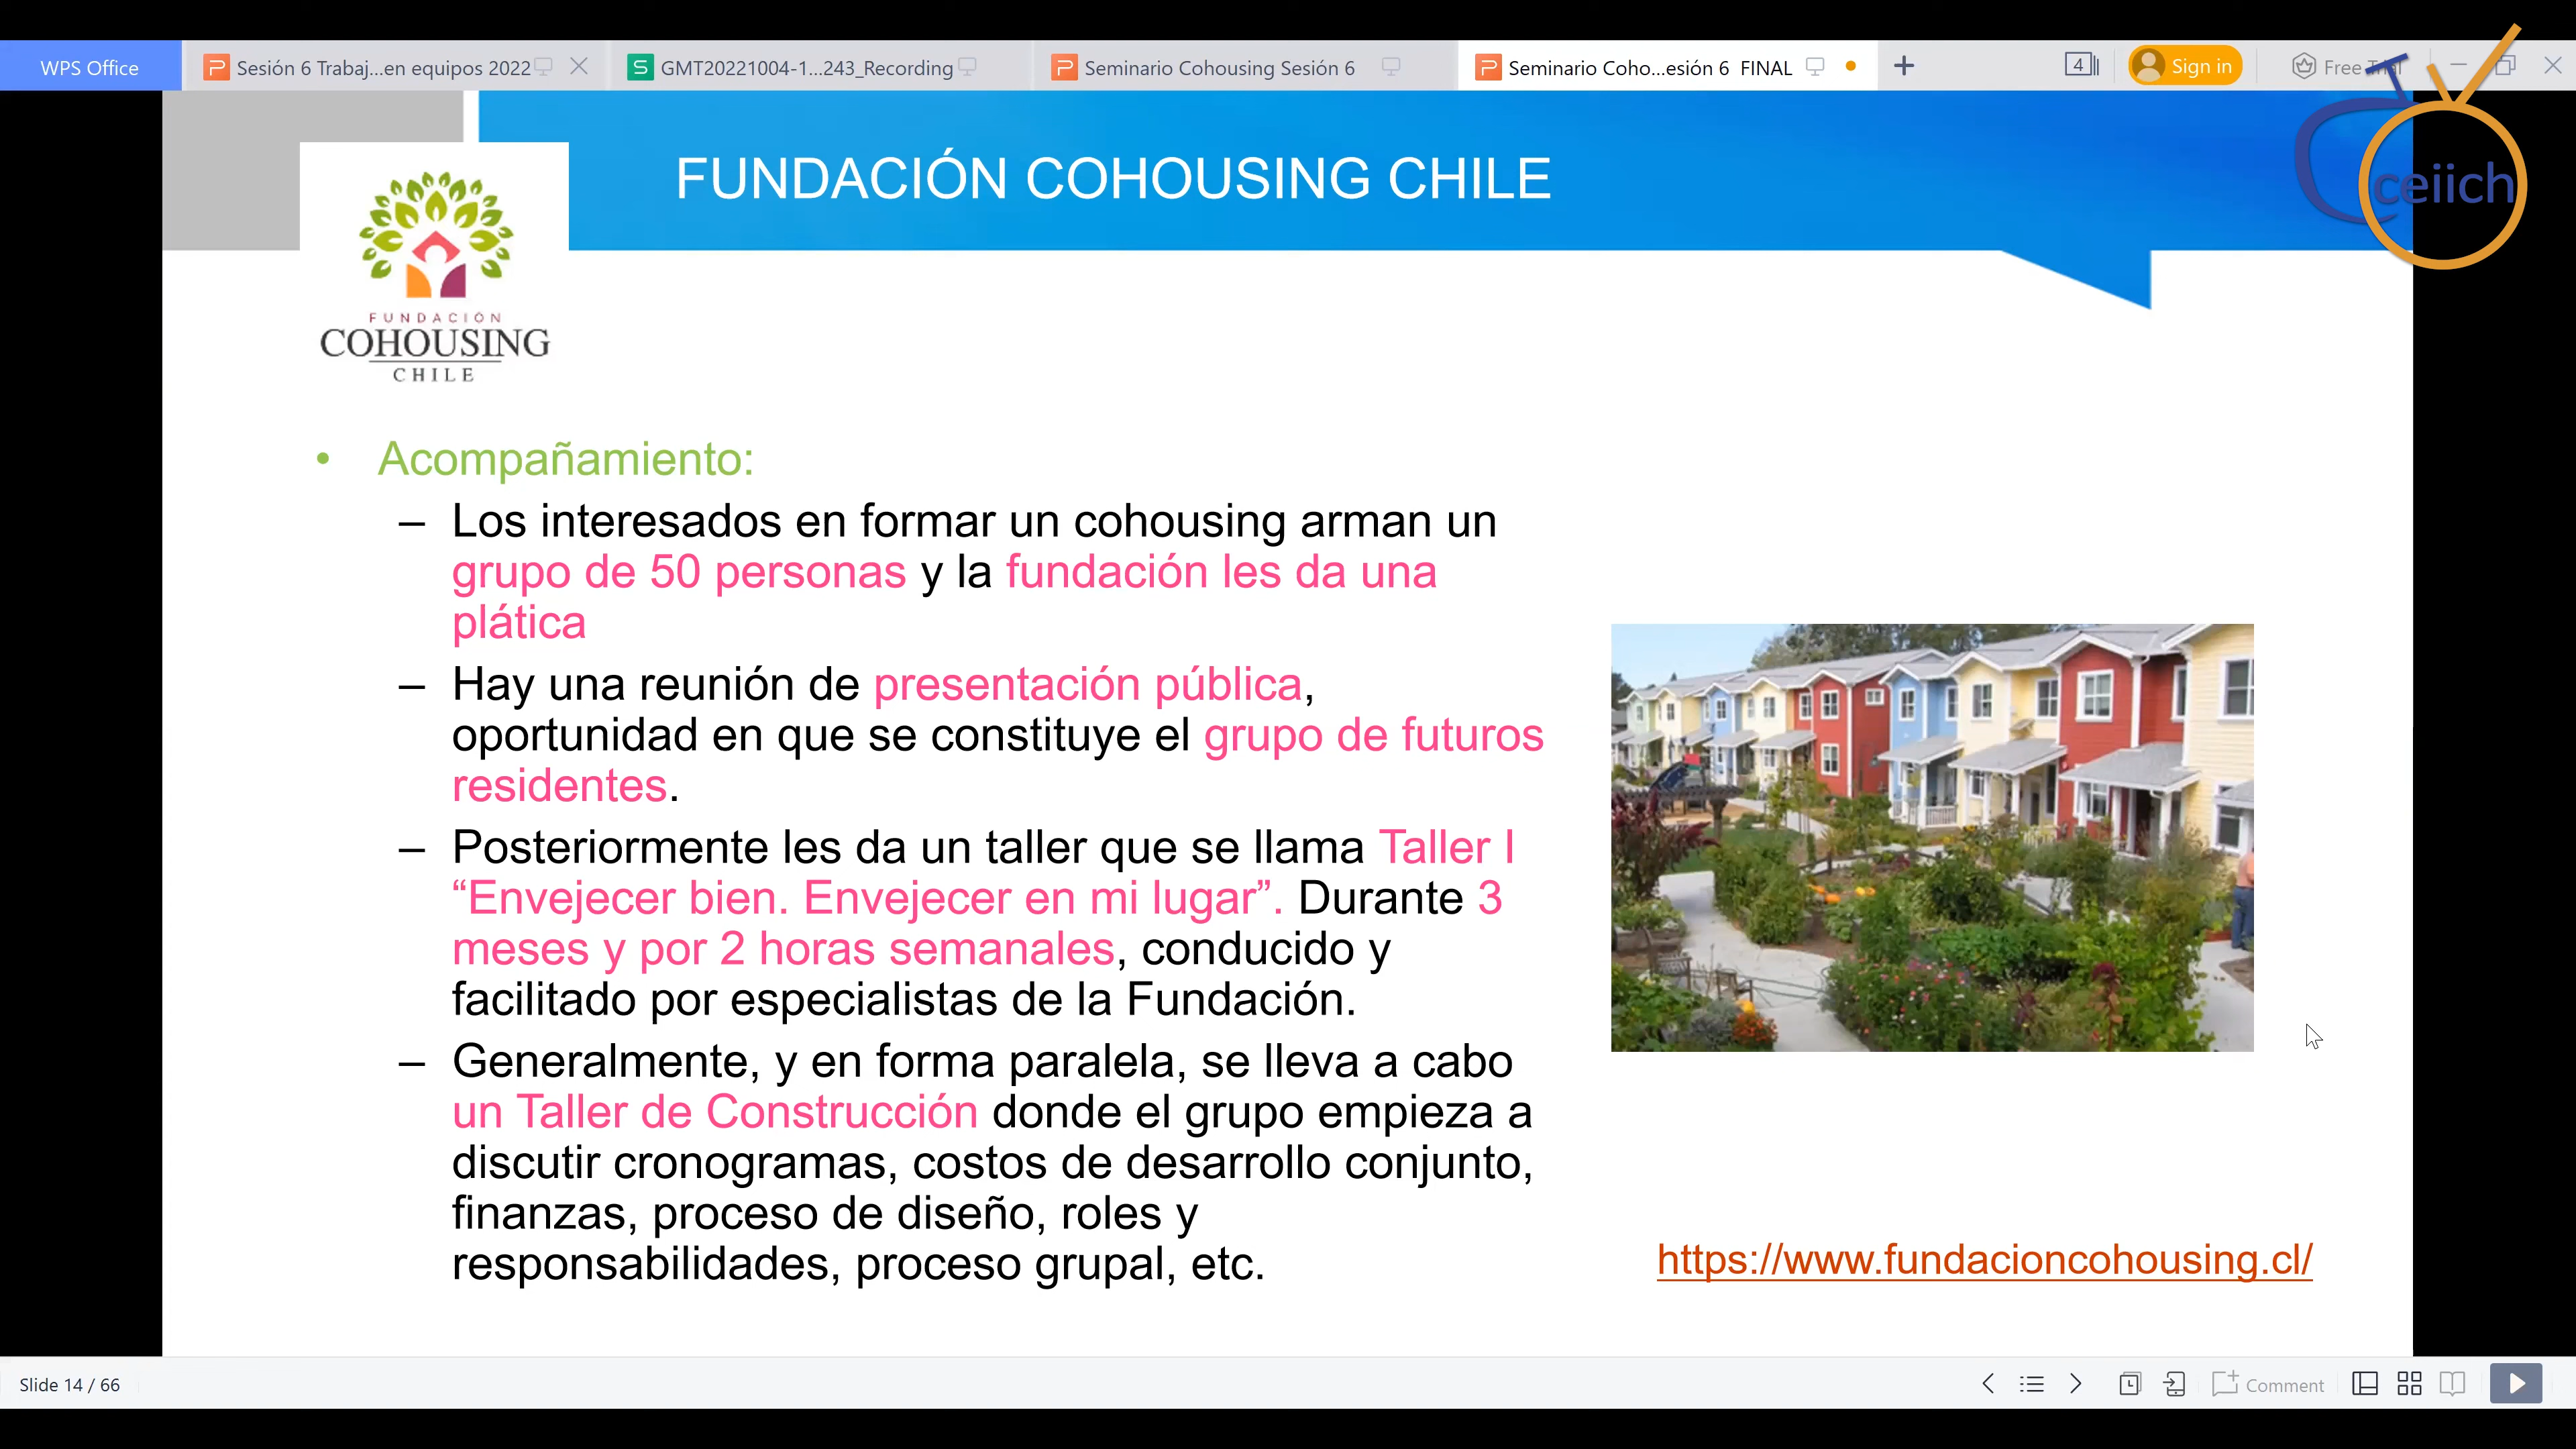 WPS Office
Sesión 6 Trabaj...en equipos 2022
GMT20221004-1...243_Recording
Seminario Cohousing Sesión 6
Seminario Coho...esión 6 FINAL
4
Sign in
Free Trial
TV
ceiich
FUNDACIÓN COHOUSING CHILE
FUNDACIÓN
COHOUSING
CHILE
• Acompañamiento:
– Los interesados en formar un cohousing arman un
grupo de 50 personas y la fundación les da una
plática
– Hay una reunión de presentación pública,
oportunidad en que se constituye el grupo de futuros
residentes.
– Posteriormente les da un taller que se llama Taller I
“Envejecer bien. Envejecer en mi lugar”. Durante 3
meses y por 2 horas semanales, conducido y
facilitado por especialistas de la Fundación.
– Generalmente, y en forma paralela, se lleva a cabo
un Taller de Construcción donde el grupo empieza a
discutir cronogramas, costos de desarrollo conjunto,
finanzas, proceso de diseño, roles y
responsabilidades, proceso grupal, etc.
https://www.fundacioncohousing.cl/
Slide 14 / 66
Comment